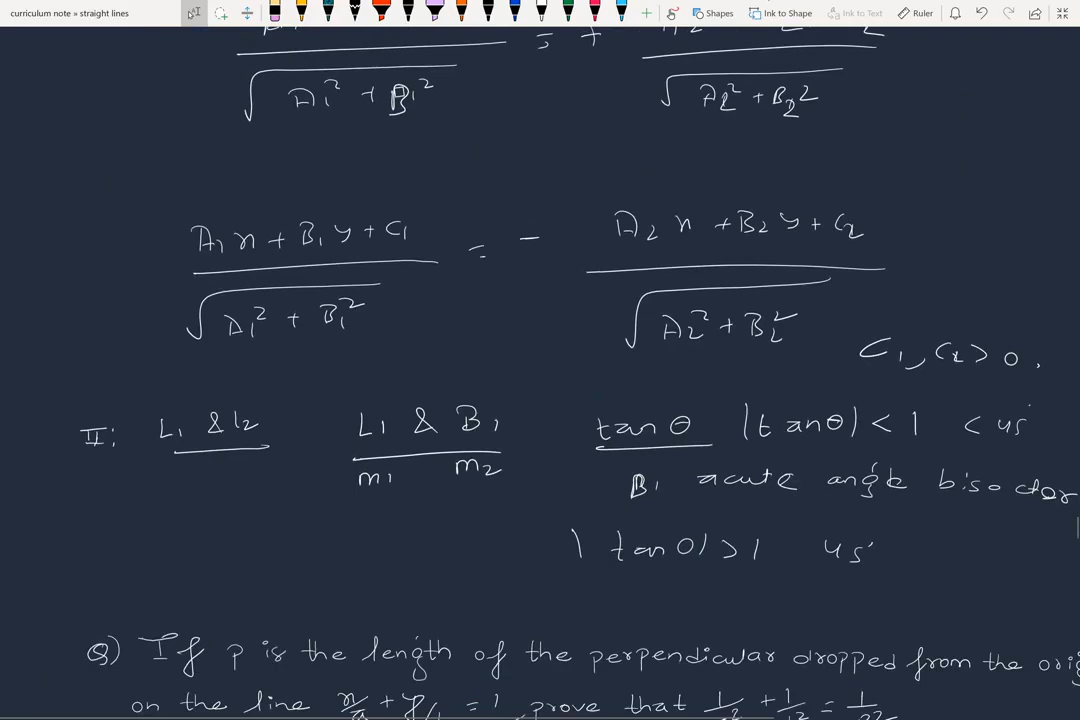 curriculum note » straight lines
Shapes Ink to Shape Ink to Text Ruler
= +
√(A₁² + B₁²) √(A₂² + B₂²)
(A₁x + B₁y + C₁) / √(A₁² + B₁²) = - (A₂x + B₂y + C₂) / √(A₂² + B₂²)
C₁, C₂ > 0.
II: L₁ & L₂ L₁ & B₁ tan θ |tan θ| < 1 < 45°
m₁ m₂
B₁ acute angle bisector
|tan θ| > 1 45°
Q) If p is the length of the perpendicular dropped from the
on the line x/a + y/ = 1, prove that